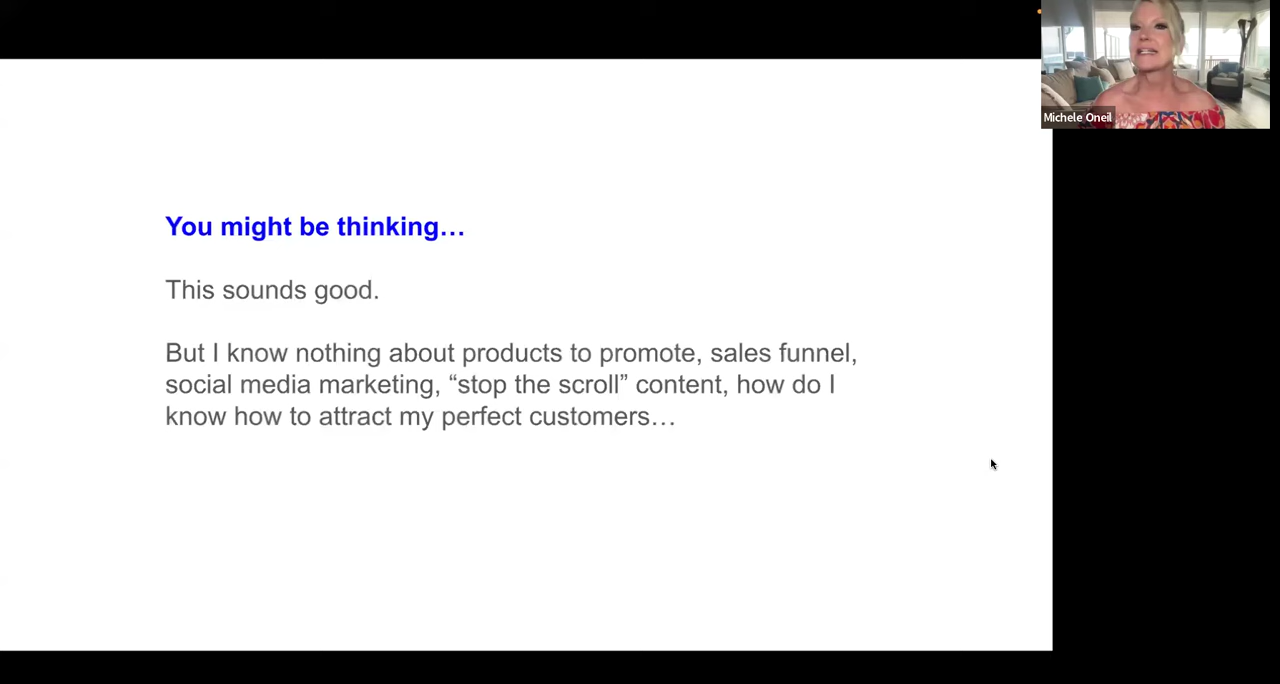 Michele Oneil
You might be thinking…
This sounds good.
But I know nothing about products to promote, sales funnel,
social media marketing, “stop the scroll” content, how do I
know how to attract my perfect customers…